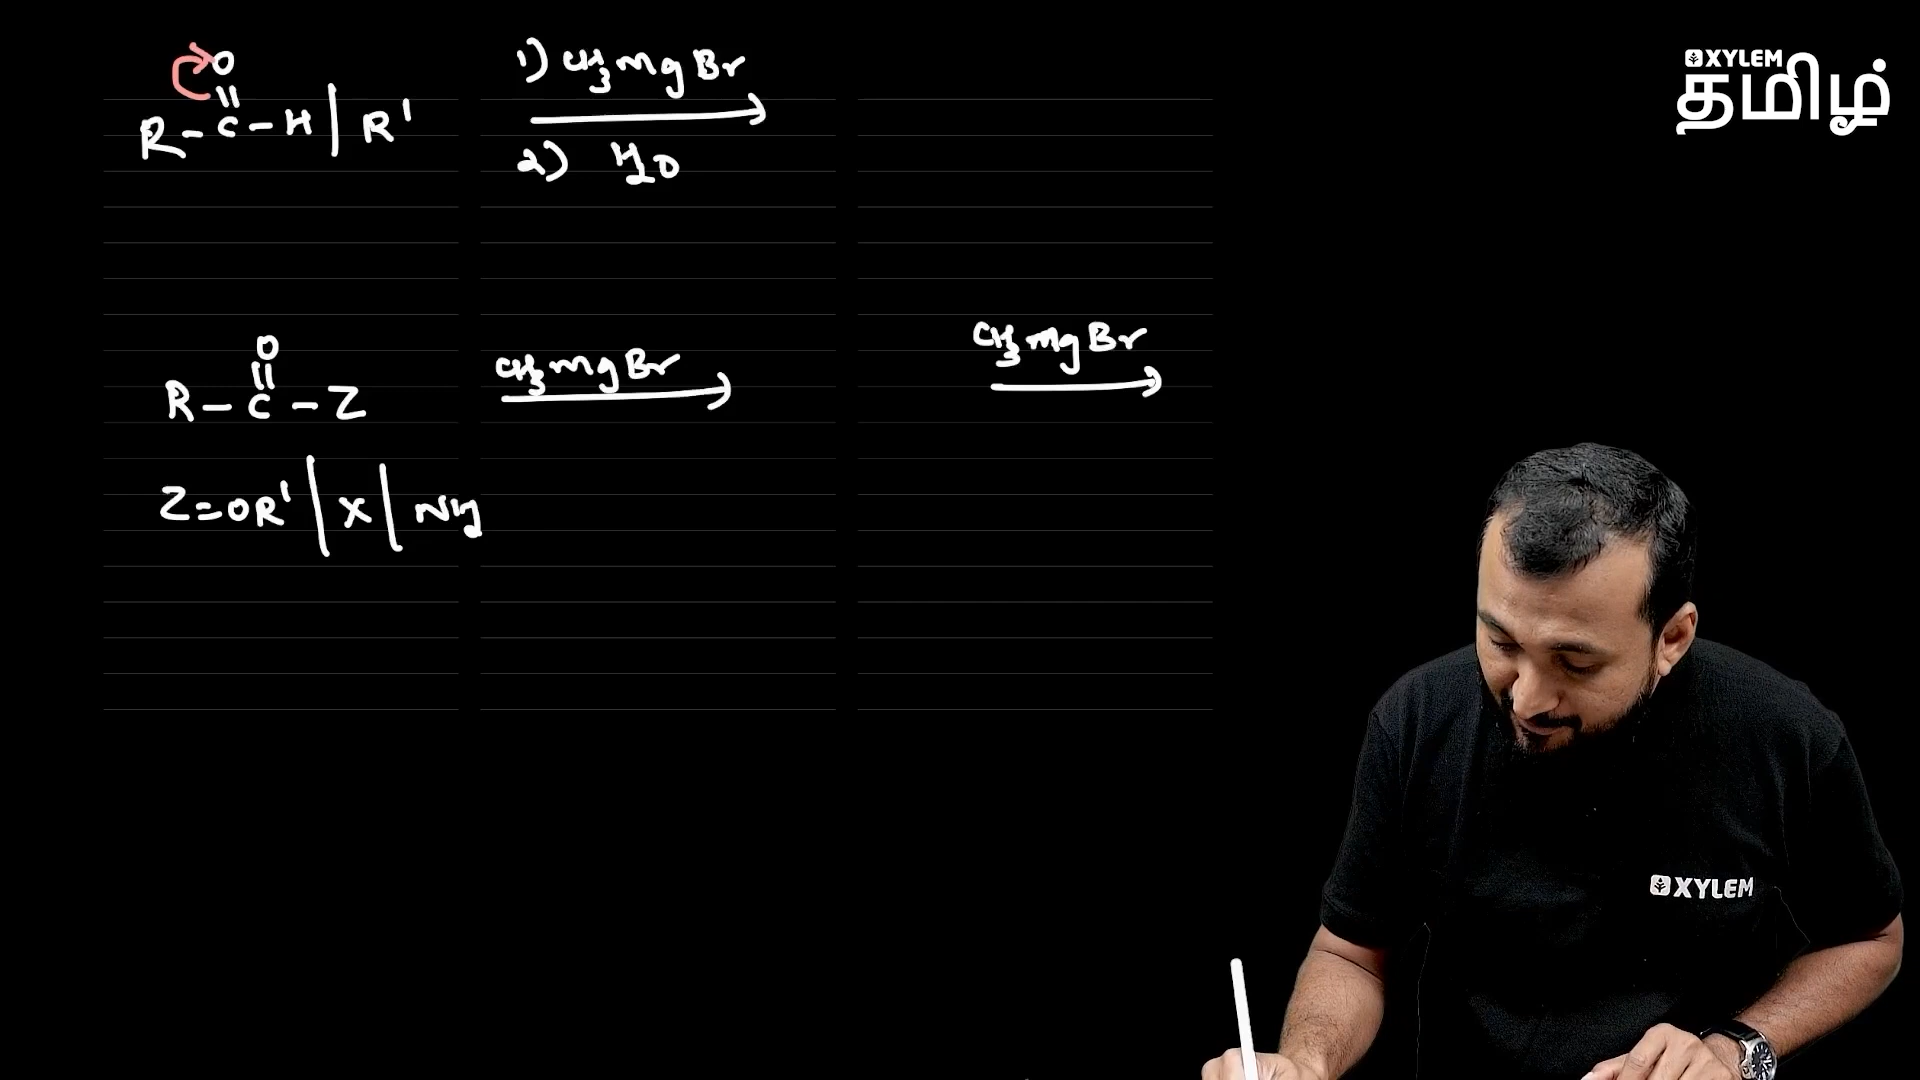 O
||
R - C - H | R'
1) CH3MgBr
2) H2O
XYLEM
தமிழ்
O
||
R - C - Z
CH3MgBr
CH3MgBr
Z = OR' | X | NH2
XYLEM